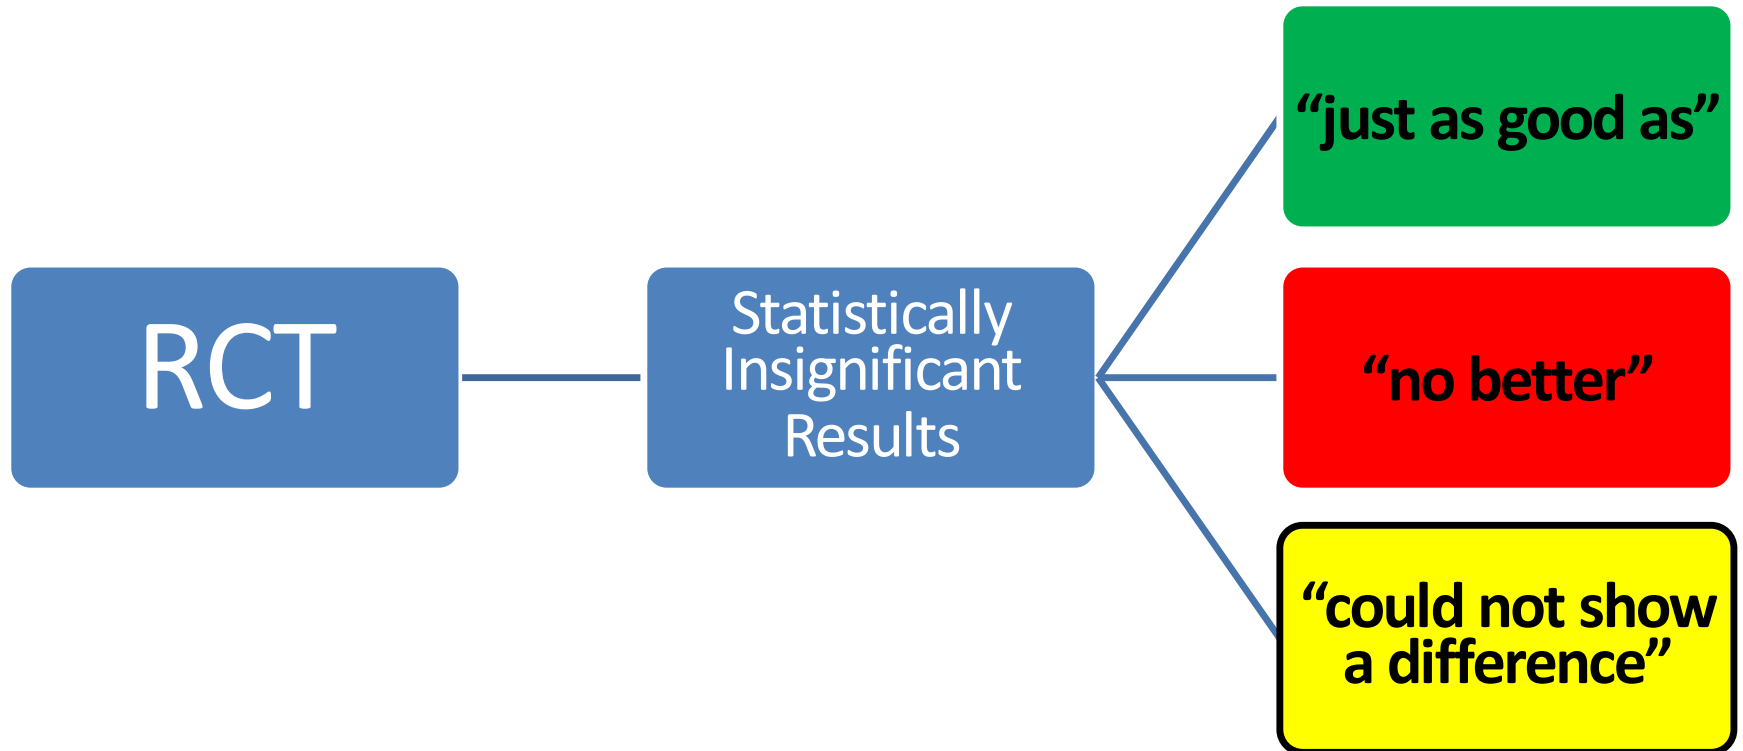 RCT
Statistically
Insignificant
Results
“just as good as”
“no better”
“could not show
a difference”